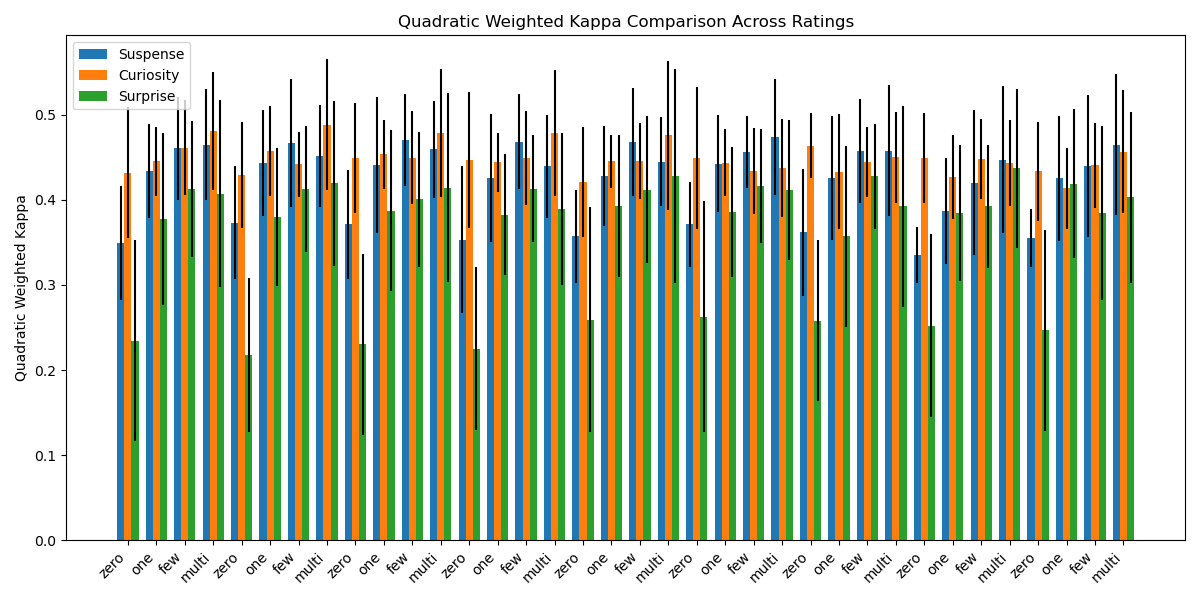 Quadratic Weighted Kappa Comparison Across Ratings
Suspense
Curiosity
Surprise
Quadratic Weighted Kappa
0.5
0.4
0.3
0.2
0.1
0.0
zero one few multi zero one few multi zero one few multi zero one few multi zero one few multi zero one few multi zero one few multi zero one few multi zero one few multi